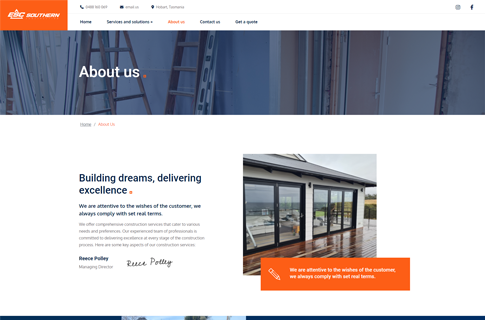 EBC SOUTHERN
Email us
Hobart, Tasmania
Home
Services and solutions
About us
Contact us
Get a quote
About us
Home / About Us
Building dreams, delivering
excellence
We are attentive to the wishes of the customer, we
always comply with set real terms.
We offer comprehensive construction services that cater to various
needs and preferences. Our experienced team of professionals is
committed to delivering excellence at every stage of the construction
process. Here are some key aspects of our construction services:
Reece Polley
Managing Director
Reece Polley
We are attentive to the wishes of the customer,
we always comply with set real terms.